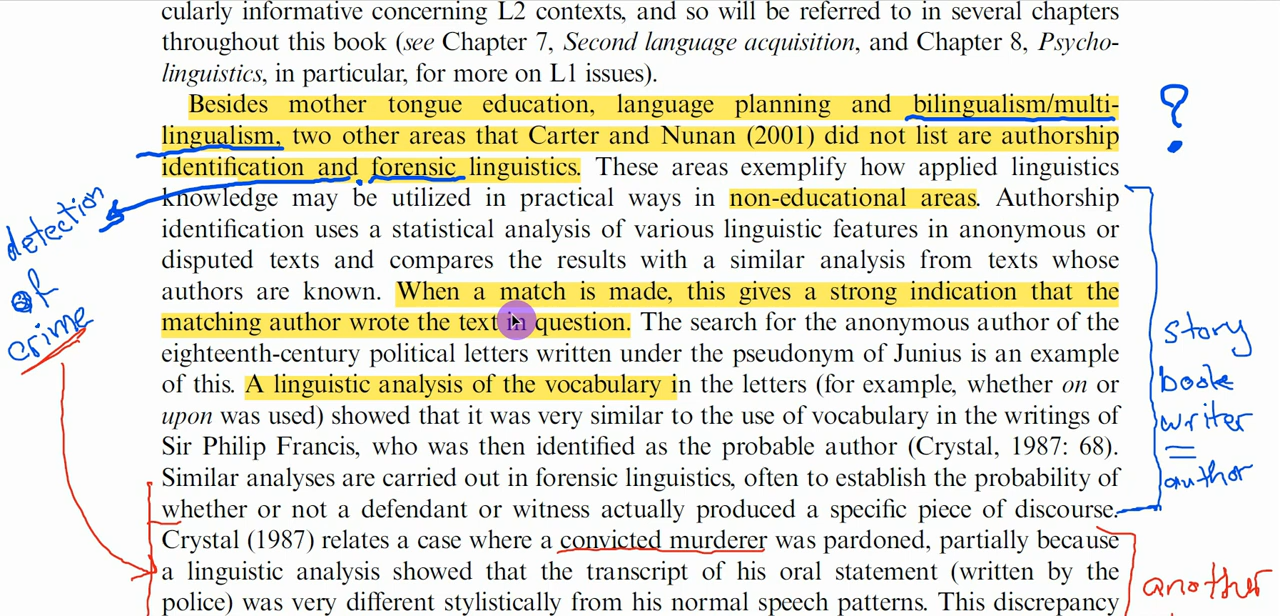 cularly informative concerning L2 contexts, and so will be referred to in several chapters
throughout this book (see Chapter 7, Second language acquisition, and Chapter 8, Psycho-
linguistics, in particular, for more on L1 issues).
Besides mother tongue education, language planning and bilingualism/multi-
lingualism, two other areas that Carter and Nunan (2001) did not list are authorship
identification and forensic linguistics. These areas exemplify how applied linguistics
knowledge may be utilized in practical ways in non-educational areas. Authorship
identification uses a statistical analysis of various linguistic features in anonymous or
disputed texts and compares the results with a similar analysis from texts whose
authors are known. When a match is made, this gives a strong indication that the
matching author wrote the text in question. The search for the anonymous author of the
eighteenth-century political letters written under the pseudonym of Junius is an example
of this. A linguistic analysis of the vocabulary in the letters (for example, whether on or
upon was used) showed that it was very similar to the use of vocabulary in the writings of
Sir Philip Francis, who was then identified as the probable author (Crystal, 1987: 68).
Similar analyses are carried out in forensic linguistics, often to establish the probability of
whether or not a defendant or witness actually produced a specific piece of discourse.
Crystal (1987) relates a case where a convicted murderer was pardoned, partially because
a linguistic analysis showed that the transcript of his oral statement (written by the
police) was very different stylistically from his normal speech patterns. This discrepancy
detection
of
crime
?
story
book
writer
=
author
another